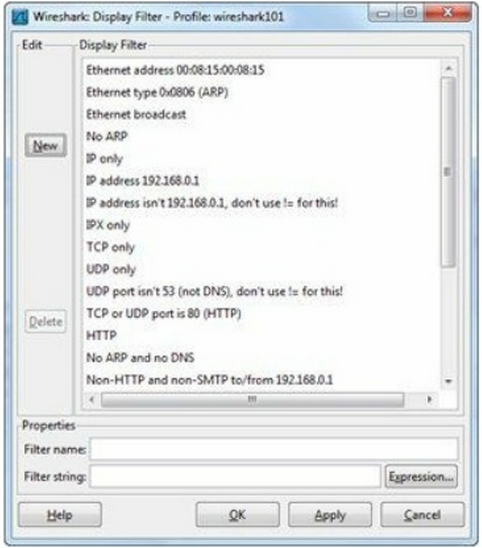 Wireshark: Display Filter - Profile: wireshark101
Edit
Display Filter
Ethernet address 00:08:15:00:08:15
Ethernet type 0x0806 (ARP)
Ethernet broadcast
No ARP
New
IP only
IP address 192.168.0.1
IP address isn't 192.168.0.1, don't use != for this!
IPX only
TCP only
UDP only
UDP port isn't 53 (not DNS), don't use != for this!
Delete
TCP or UDP port is 80 (HTTP)
HTTP
No ARP and no DNS
Non-HTTP and non-SMTP to/from 192.168.0.1
Properties
Filter name:
Filter string:
Expression...
Help
OK
Apply
Cancel